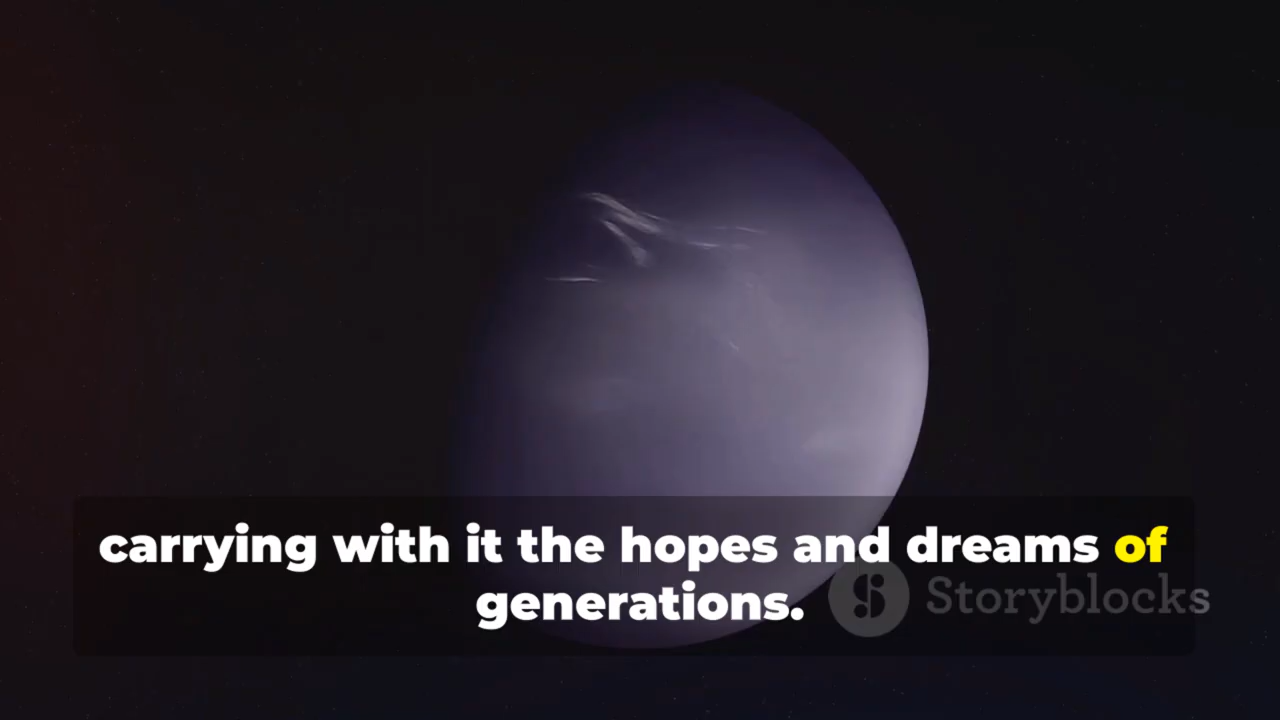 carrying with it the hopes and dreams of
generations.
Storyblocks